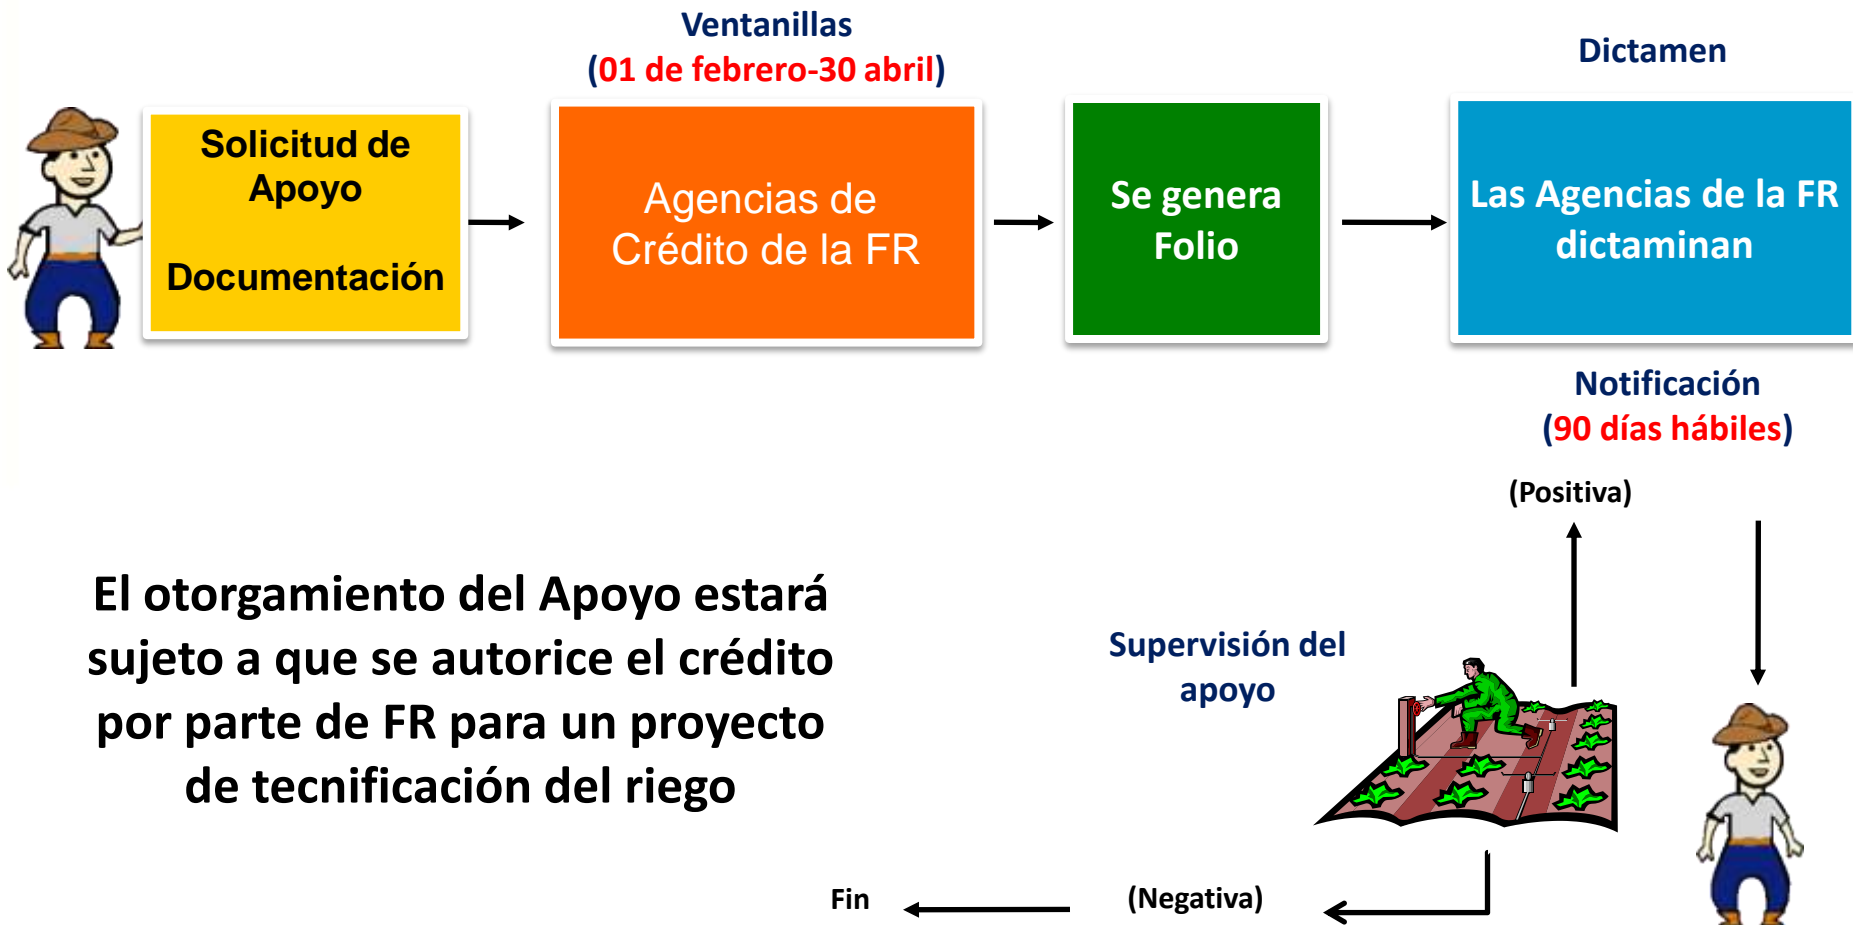 Ventanillas
(01 de febrero-30 abril)
Dictamen
Solicitud de
Apoyo
Documentación
Agencias de
Crédito de la FR
Se genera
Folio
Las Agencias de la FR
dictaminan
Notificación
(90 días hábiles)
(Positiva)
El otorgamiento del Apoyo estará
sujeto a que se autorice el crédito
por parte de FR para un proyecto
de tecnificación del riego
Supervisión del
apoyo
Fin
(Negativa)